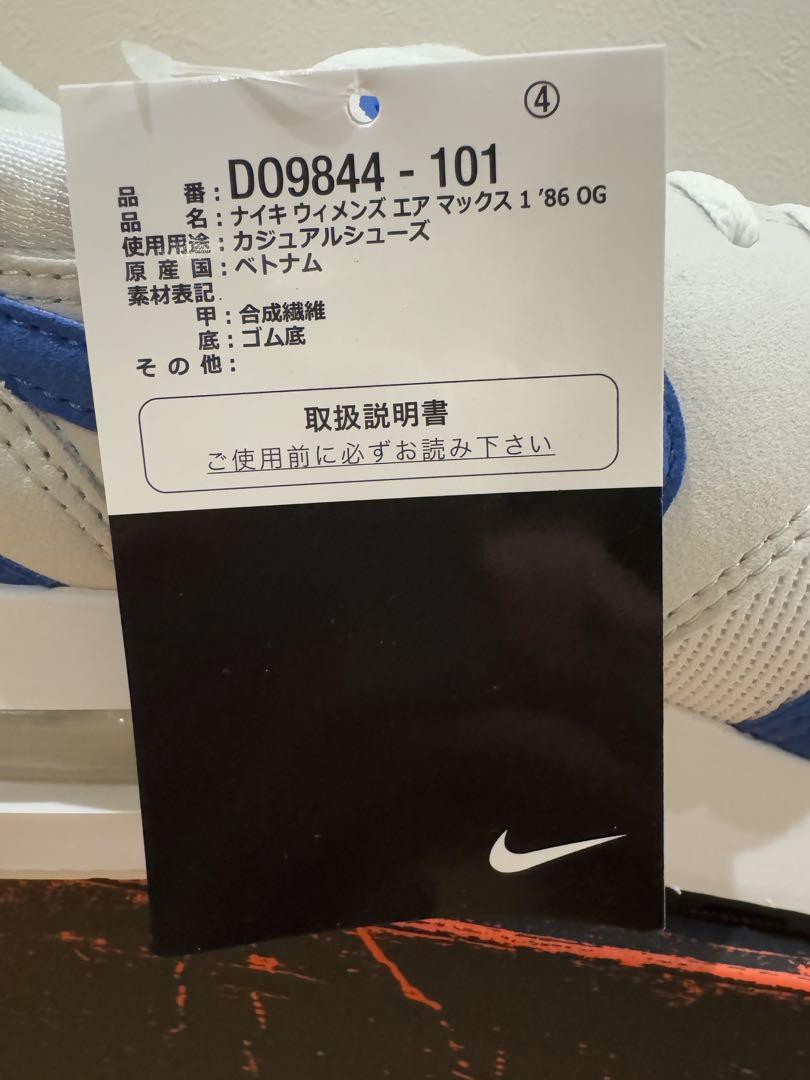 ④
品 番：DO9844 - 101
品 名：ナイキ ウィメンズ エア マックス 1 '86 OG
使用用途：カジュアルシューズ
原 産 国：ベトナム
素材表記
甲：合成繊維
底：ゴム底
そ の 他：
取扱説明書
ご使用前に必ずお読み下さい